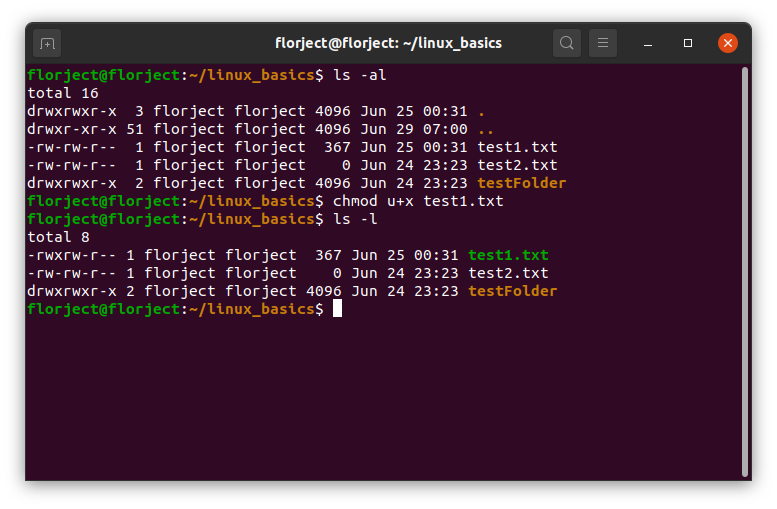 florject@florject: ~/linux_basics
florject@florject:~/linux_basics$ ls -al
total 16
drwxrwxr-x  3 florject florject 4096 Jun 25 00:31 .
drwxr-xr-x 51 florject florject 4096 Jun 29 07:00 ..
-rw-rw-r--  1 florject florject  367 Jun 25 00:31 test1.txt
-rw-rw-r--  1 florject florject    0 Jun 24 23:23 test2.txt
drwxrwxr-x  2 florject florject 4096 Jun 24 23:23 testFolder
florject@florject:~/linux_basics$ chmod u+x test1.txt
florject@florject:~/linux_basics$ ls -l
total 8
-rwxrw-r-- 1 florject florject  367 Jun 25 00:31 test1.txt
-rw-rw-r-- 1 florject florject    0 Jun 24 23:23 test2.txt
drwxrwxr-x 2 florject florject 4096 Jun 24 23:23 testFolder
florject@florject:~/linux_basics$